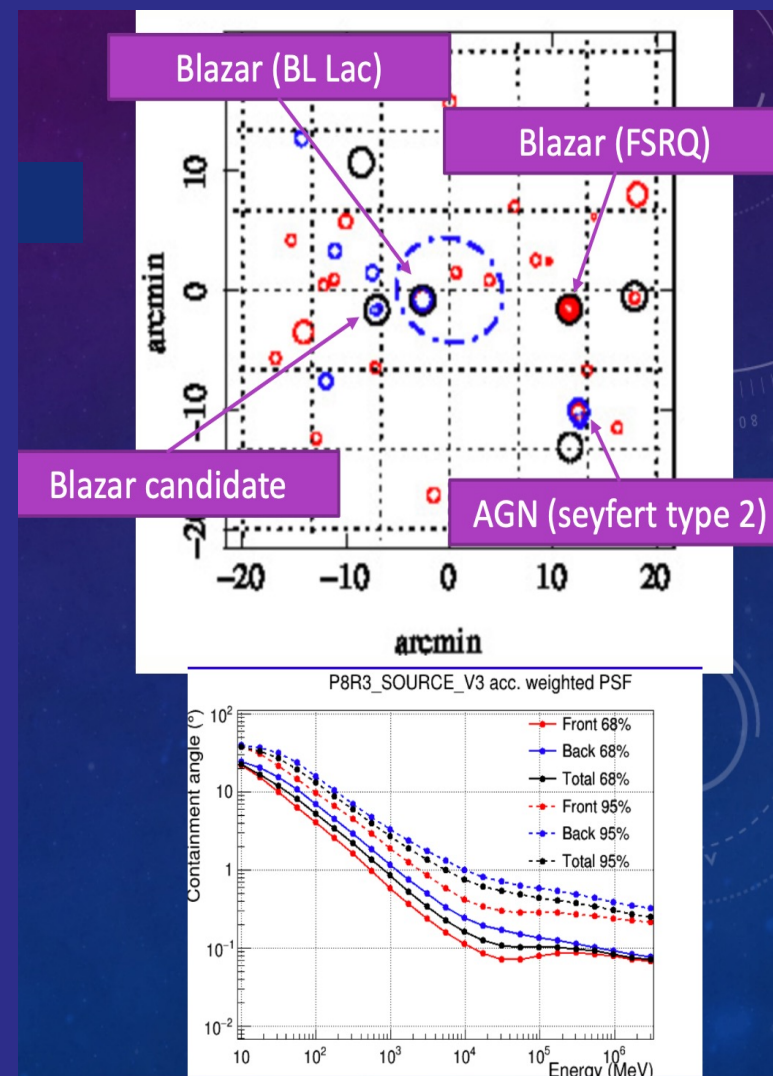 Blazar (BL Lac)
Blazar (FSRQ)
10
0
-10
-20
arcmin
Blazar candidate
AGN (seyfert type 2)
-20
-10
0
10
20
arcmin
P8R3_SOURCE_V3 acc. weighted PSF
Containment angle (°)
10²
10
1
10⁻¹
10⁻²
Front 68%
Back 68%
Total 68%
Front 95%
Back 95%
Total 95%
10
10²
10³
10⁴
10⁵
10⁶
Energy (MeV)